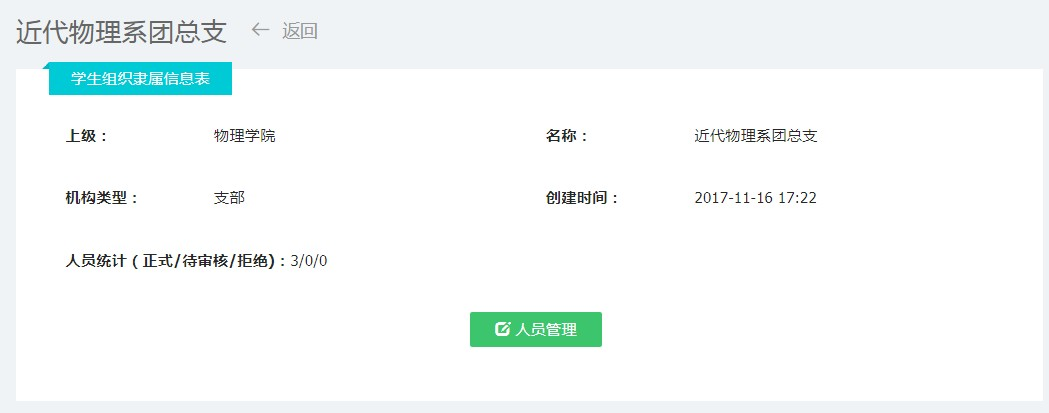 近代物理系团总支 ← 返回
学生组织隶属信息表
上级： 物理学院 名称： 近代物理系团总支
机构类型： 支部 创建时间： 2017-11-16 17:22
人员统计（正式/待审核/拒绝)：3/0/0
人员管理